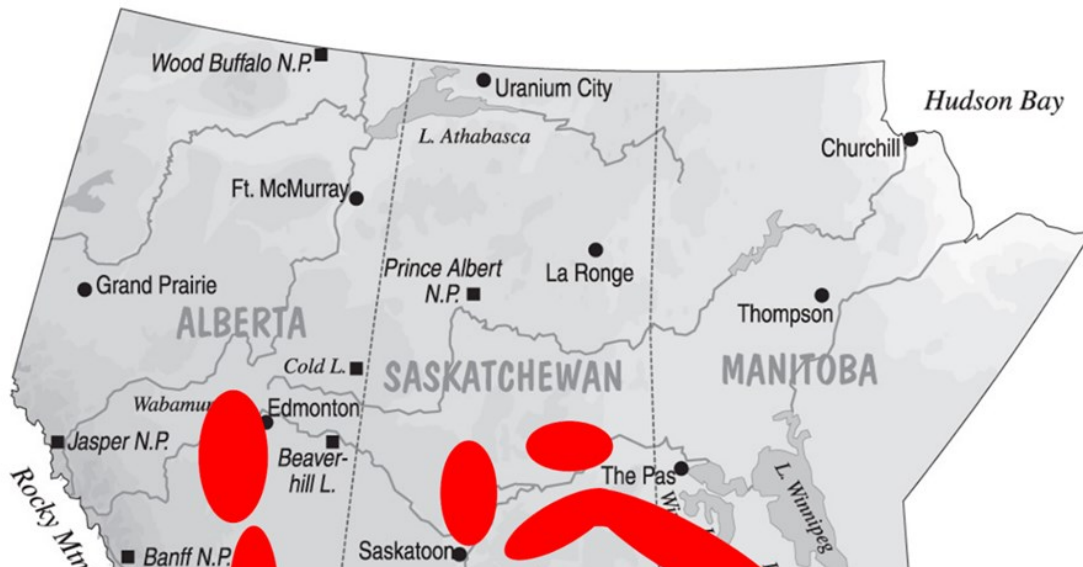 Wood Buffalo N.P.
Uranium City
Hudson Bay
L. Athabasca
Churchill
Ft. McMurray
Prince Albert
N.P.
La Ronge
Grand Prairie
Thompson
ALBERTA
Cold L.
SASKATCHEWAN
MANITOBA
Edmonton
Jasper N.P.
Beaver-
hill L.
The Pas
L. Winnipeg
Rocky
Saskatoon
Banff N.P.